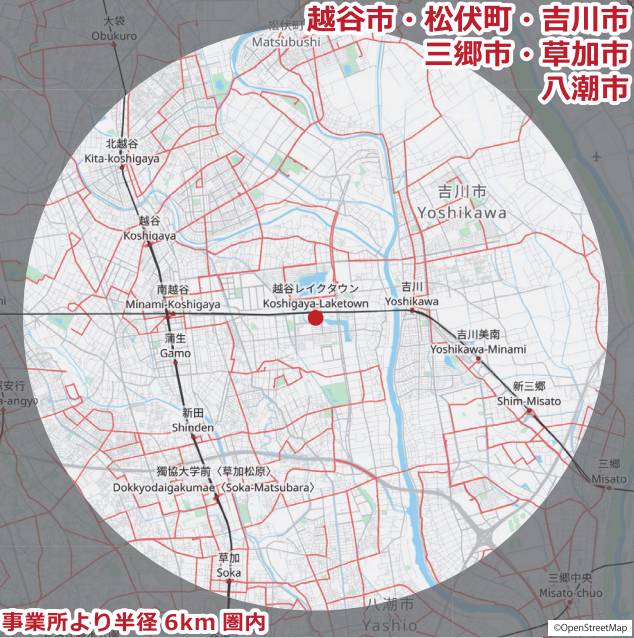 越谷市・松伏町・吉川市
三郷市・草加市
八潮市
大袋
Obukuro
松伏町
Matsubushi
北越谷
Kita-koshigaya
吉川市
Yoshikawa
越谷
Koshigaya
南越谷
Minami-Koshigaya
越谷レイクタウン
Koshigaya-Laketown
吉川
Yoshikawa
蒲生
Gamo
吉川美南
Yoshikawa-Minami
新三郷
Shim-Misato
新田
Shinden
獨協大学前〈草加松原〉
Dokkyodaigakumae〈Soka-Matsubara〉
三郷
Misato
草加
Soka
三郷中央
Misato-chuo
八潮市
Yashio
事業所より半径6km圏内
©OpenStreetMap